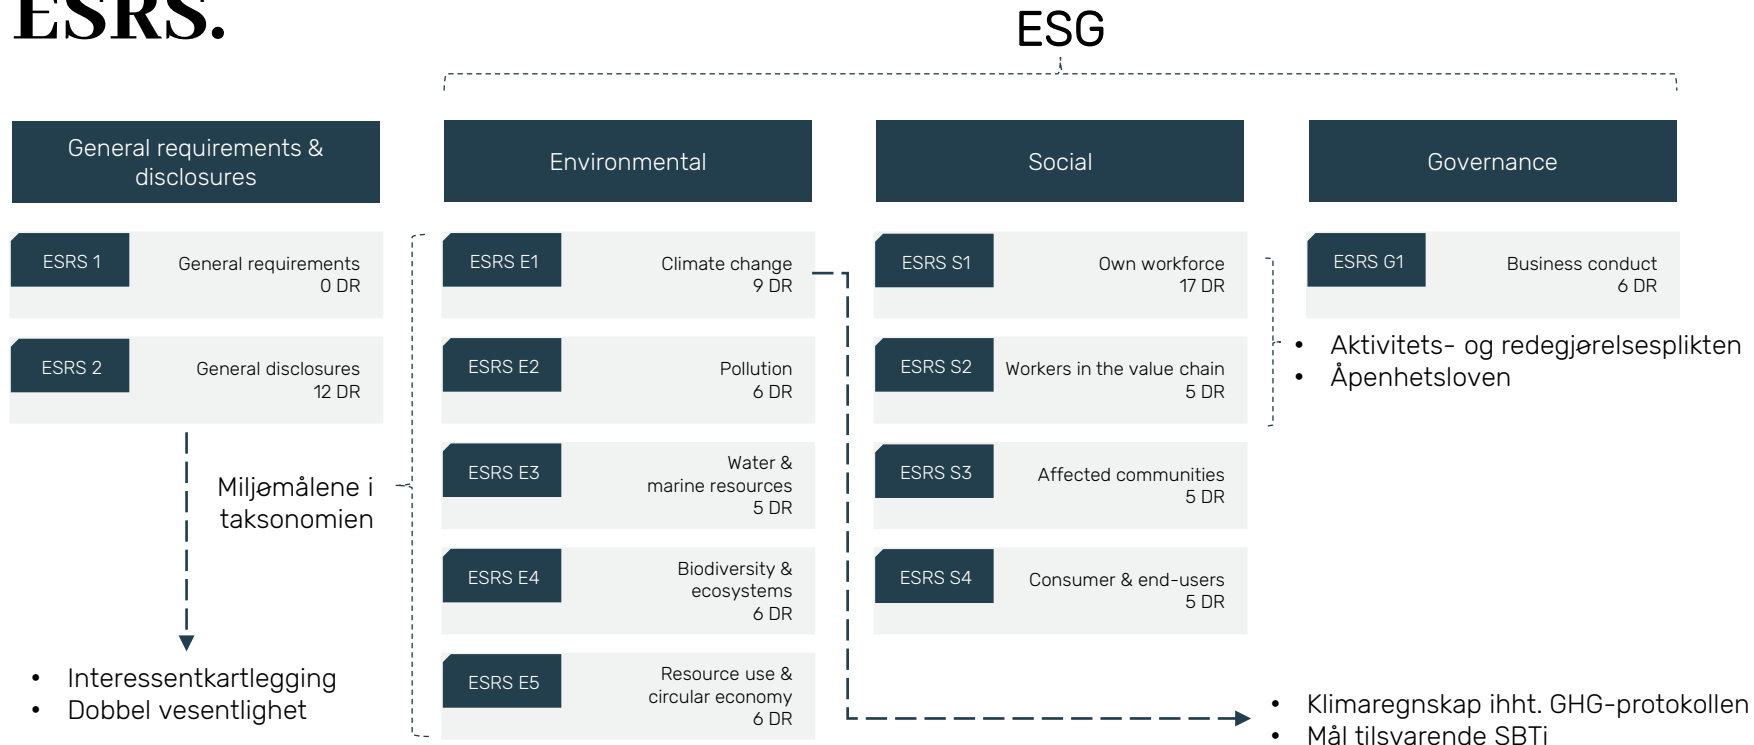 ESRS.
ESG
General requirements &
disclosures
Environmental
Social
Governance
ESRS 1
General requirements
0 DR
ESRS 2
General disclosures
12 DR
Interessentkartlegging
Dobbel vesentlighet
Miljømålene i
taksonomien
ESRS E1
Climate change
9 DR
ESRS E2
Pollution
6 DR
ESRS E3
Water &
marine resources
5 DR
ESRS E4
Biodiversity &
ecosystems
6 DR
ESRS E5
Resource use &
circular economy
6 DR
ESRS S1
Own workforce
17 DR
ESRS S2
Workers in the value chain
5 DR
ESRS S3
Affected communities
5 DR
ESRS S4
Consumer & end-users
5 DR
ESRS G1
Business conduct
6 DR
• Aktivitets- og redegjørelsesplikten
• Åpenhetsloven
• Klimaregnskap ihht. GHG-protokollen
• Mål tilsvarende SBTi